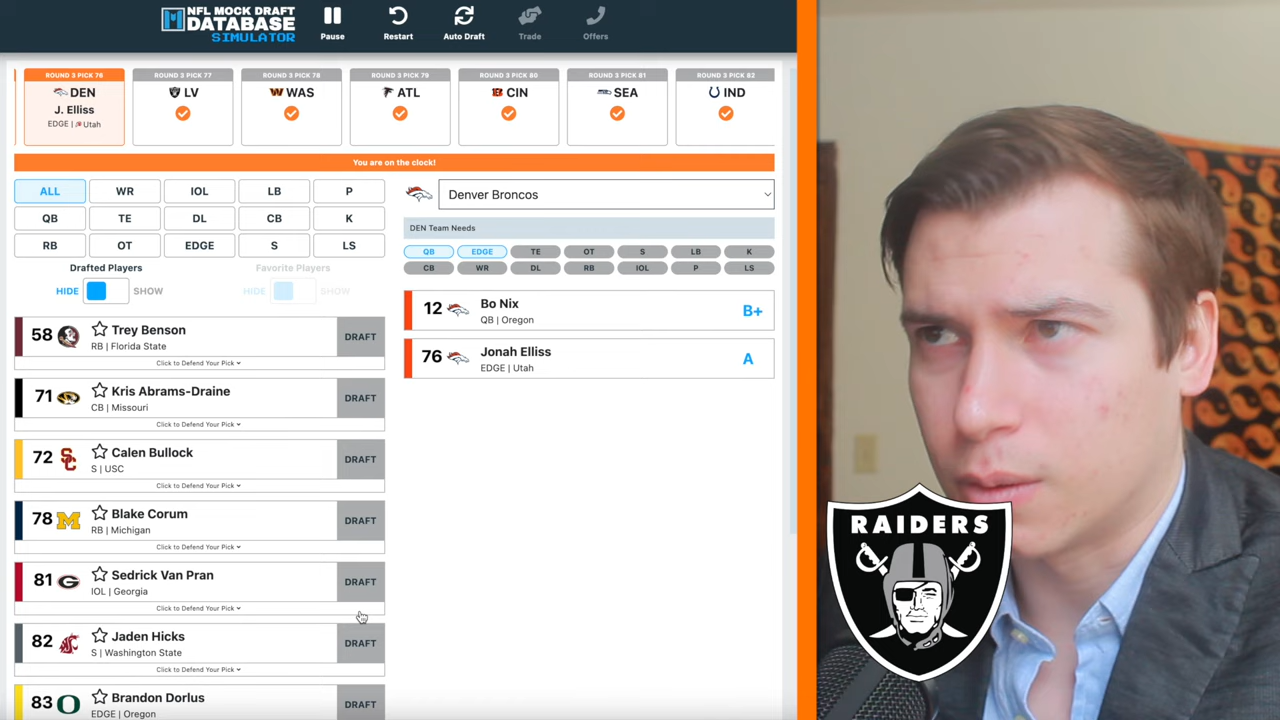 NFL MOCK DRAFT
DATABASE
SIMULATOR
Pause
Restart
Auto Draft
Trade
Offers
ROUND 3 PICK 76
DEN
J. Elliss
EDGE | Utah
ROUND 3 PICK 77
LV
ROUND 3 PICK 78
WAS
ROUND 3 PICK 79
ATL
ROUND 3 PICK 80
CIN
ROUND 3 PICK 81
SEA
ROUND 3 PICK 82
IND
You are on the clock!
ALL WR IOL LB P
QB TE DL CB K
RB OT EDGE S LS
Drafted Players
HIDE SHOW
Favorite Players
HIDE SHOW
58 Trey Benson DRAFT
RB | Florida State
Click to Defend Your Pick
71 Kris Abrams-Draine DRAFT
CB | Missouri
Click to Defend Your Pick
72 Calen Bullock DRAFT
S | USC
Click to Defend Your Pick
78 Blake Corum DRAFT
RB | Michigan
Click to Defend Your Pick
81 Sedrick Van Pran DRAFT
IOL | Georgia
Click to Defend Your Pick
82 Jaden Hicks DRAFT
S | Washington State
Click to Defend Your Pick
83 Brandon Dorlus DRAFT
EDGE | Oregon
Denver Broncos
DEN Team Needs
QB EDGE TE OT S LB K
CB WR DL RB IOL P LS
12 Bo Nix B+
QB | Oregon
76 Jonah Elliss A
EDGE | Utah
RAIDERS